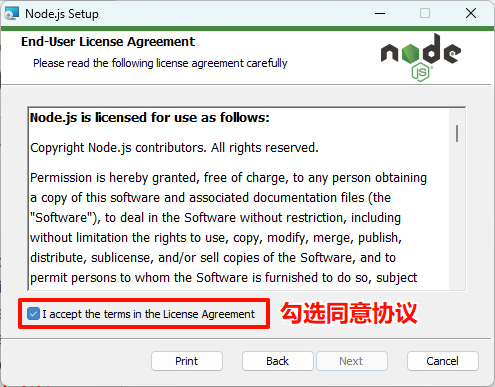 Node.js Setup
End-User License Agreement
Please read the following license agreement carefully
node
JS
Node.js is licensed for use as follows:
Copyright Node.js contributors. All rights reserved.
Permission is hereby granted, free of charge, to any person obtaining
a copy of this software and associated documentation files (the
"Software"), to deal in the Software without restriction, including
without limitation the rights to use, copy, modify, merge, publish,
distribute, sublicense, and/or sell copies of the Software, and to
permit persons to whom the Software is furnished to do so, subject
I accept the terms in the License Agreement 勾选同意协议
Print Back Next Cancel